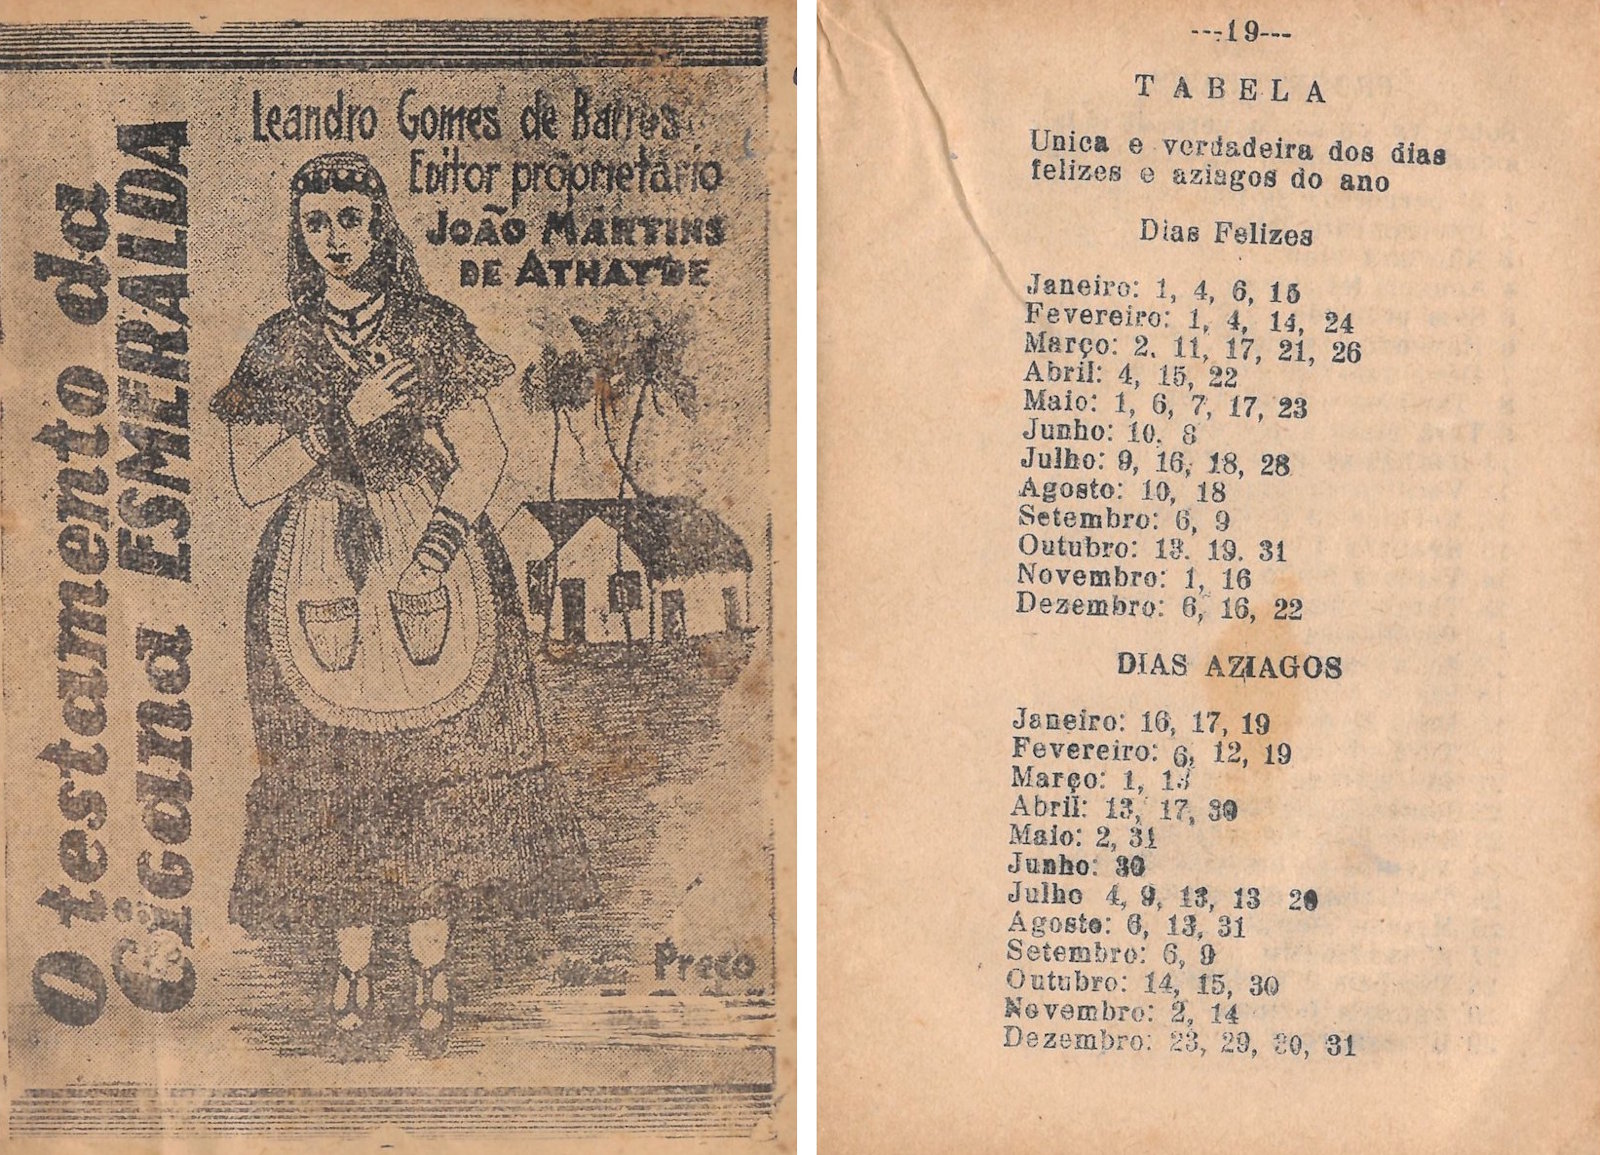 O testamento da
Cigana ESMERALDA
Leandro Gomes de Barros
Editor proprietário
JOÃO MARTINS
DE ATHAYDE
Preço
---19---
TABELA
Unica e verdadeira dos dias
felizes e aziagos do ano
Dias Felizes
Janeiro: 1, 4, 6, 15
Fevereiro: 1, 4, 14, 24
Março: 2. 11, 17, 21, 26
Abril: 4, 15, 22
Maio: 1, 6, 7, 17, 23
Junho: 10. 8
Julho: 9, 16, 18, 28
Agosto: 10, 18
Setembro: 6, 9
Outubro: 13. 19. 31
Novembro: 1, 16
Dezembro: 6, 16, 22
DIAS AZIAGOS
Janeiro: 16, 17, 19
Fevereiro: 6, 12, 19
Março: 1, 13
Abril: 13, 17, 30
Maio: 2, 31
Junho: 30
Julho 4, 9, 13, 13 20
Agosto: 6, 13, 31
Setembro: 6, 9
Outubro: 14, 15, 30
Novembro: 2, 14
Dezembro: 23, 29, 30, 31